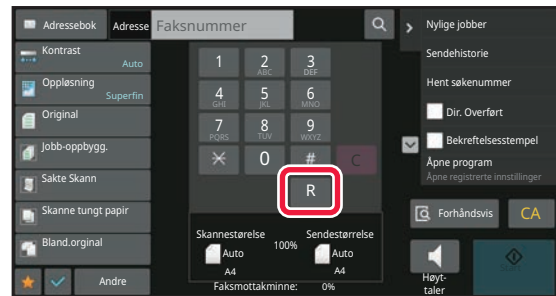 Adressebok
Adresse
Faksnummer
Kontrast
Auto
Oppløsning
Superfin
Original
Jobb-oppbygg.
Sakte Skann
Skanne tungt papir
Bland.orginal
Andre
1
2
ABC
3
DEF
4
GHI
5
JKL
6
MNO
7
PQRS
8
TUV
9
WXYZ
0
#
C
R
Skannestørelse
100%
Sendestørrelse
Auto
A4
Auto
A4
Faksmottakminne: 0%
Nylige jobber
Sendehistorie
Hent søkenummer
Dir. Overført
Bekreftelsesstempel
Åpne program
Åpne registrerte innstillinger
Forhåndsvis
CA
Høyt-
taler